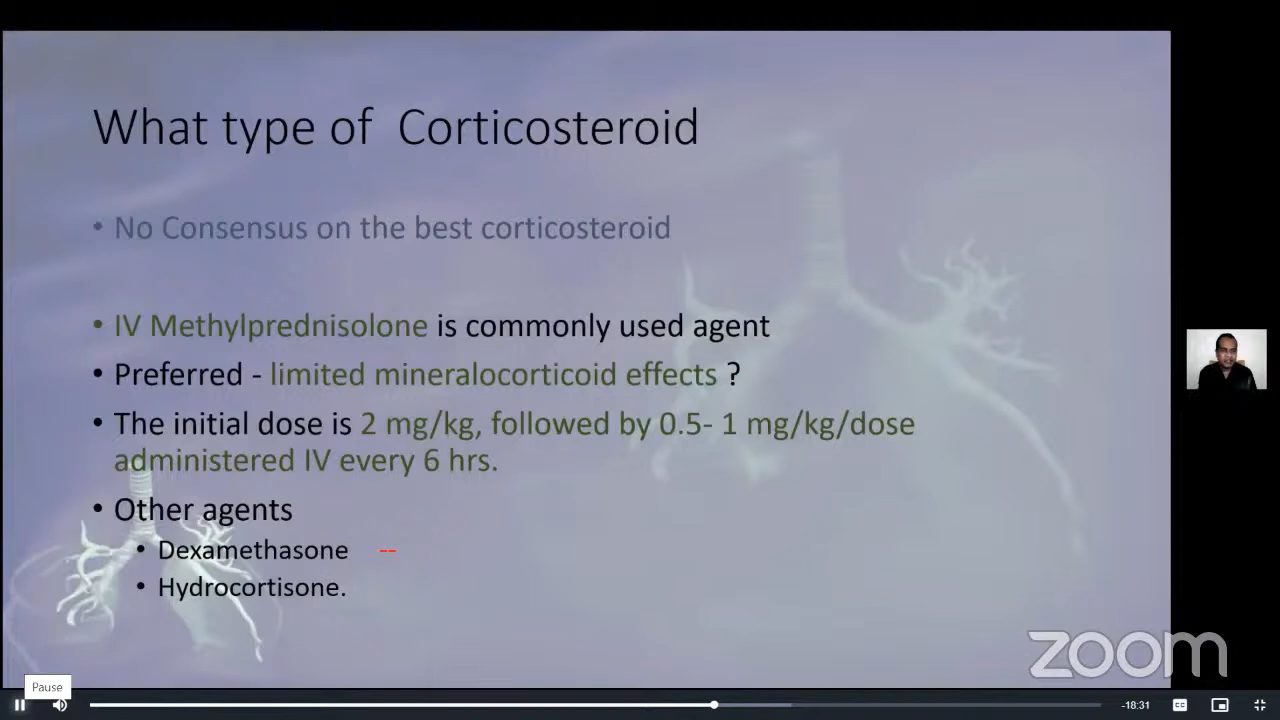 What type of Corticosteroid
• No Consensus on the best corticosteroid
• IV Methylprednisolone is commonly used agent
• Preferred - limited mineralocorticoid effects ?
• The initial dose is 2 mg/kg, followed by 0.5- 1 mg/kg/dose
administered IV every 6 hrs.
• Other agents
• Dexamethasone --
• Hydrocortisone.
zoom
Pause
-18:31
CC